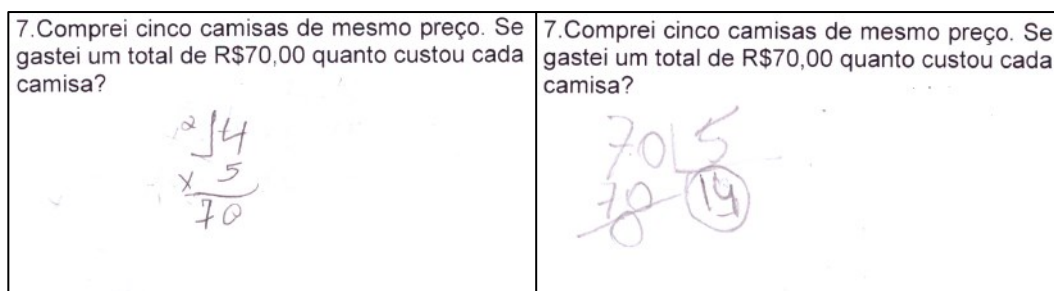 7.Comprei cinco camisas de mesmo preço. Se
gastei um total de R$70,00 quanto custou cada
camisa?
2 14
x 5
70
7.Comprei cinco camisas de mesmo preço. Se
gastei um total de R$70,00 quanto custou cada
camisa?
70 5
70 14
0